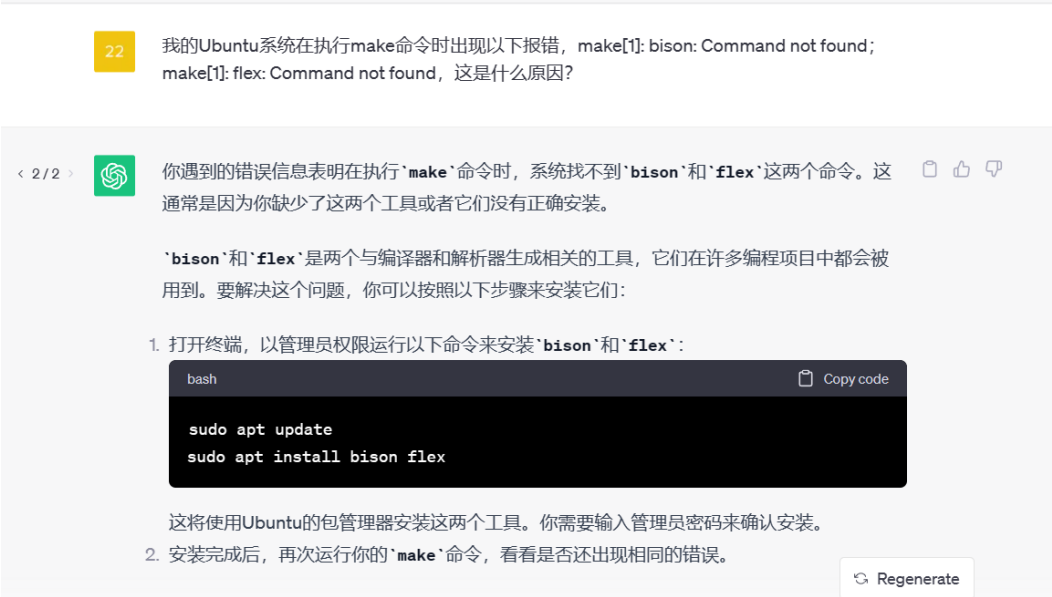 22
我的Ubuntu系统在执行make命令时出现以下报错，make[1]: bison: Command not found；
make[1]: flex: Command not found，这是什么原因？
< 2/2 >
你遇到的错误信息表明在执行`make`命令时，系统找不到`bison`和`flex`这两个命令。这
通常是因为你缺少了这两个工具或者它们没有正确安装。
`bison`和`flex`是两个与编译器和解析器生成相关的工具，它们在许多编程项目中都会被
用到。要解决这个问题，你可以按照以下步骤来安装它们：
1. 打开终端，以管理员权限运行以下命令来安装`bison`和`flex`：
bash Copy code
sudo apt update
sudo apt install bison flex
这将使用Ubuntu的包管理器安装这两个工具。你需要输入管理员密码来确认安装。
2. 安装完成后，再次运行你的`make`命令，看看是否还出现相同的错误。
Regenerate